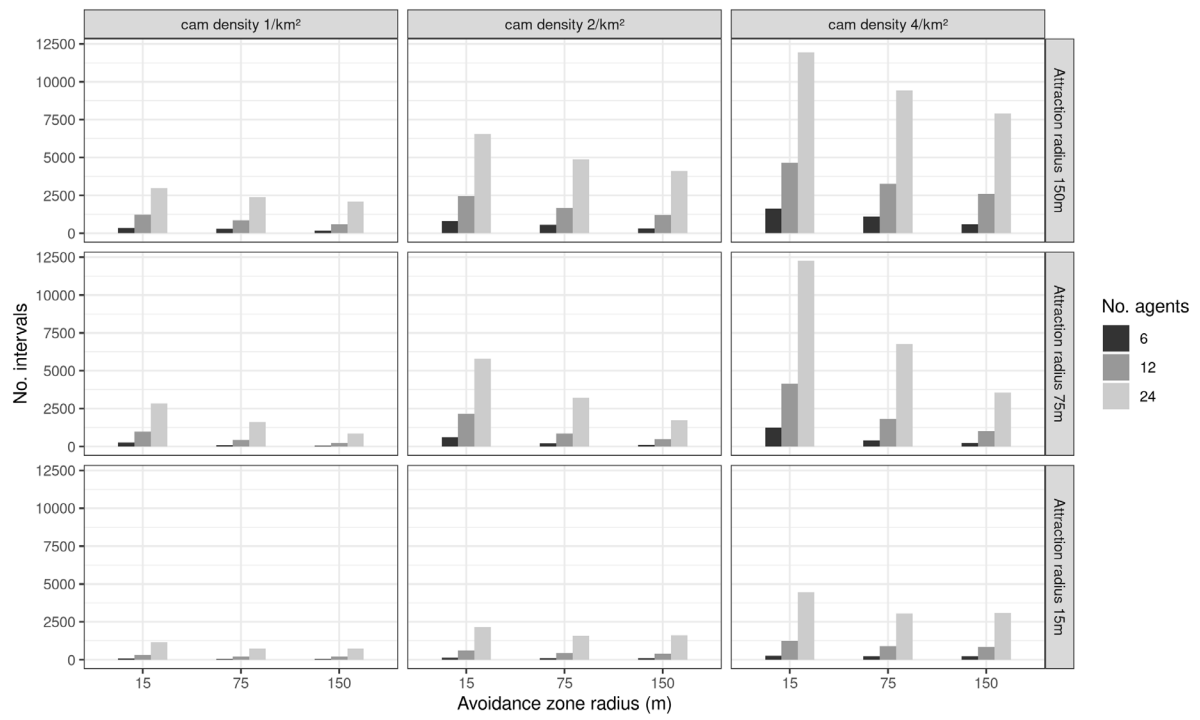 cam density 1/km²
cam density 2/km²
cam density 4/km²
12500
10000
7500
5000
2500
0
Attraction radius 150m
12500
10000
7500
5000
2500
0
Attraction radius 75m
12500
10000
7500
5000
2500
0
Attraction radius 15m
No. intervals
15 75 150
15 75 150
15 75 150
Avoidance zone radius (m)
No. agents
6
12
24